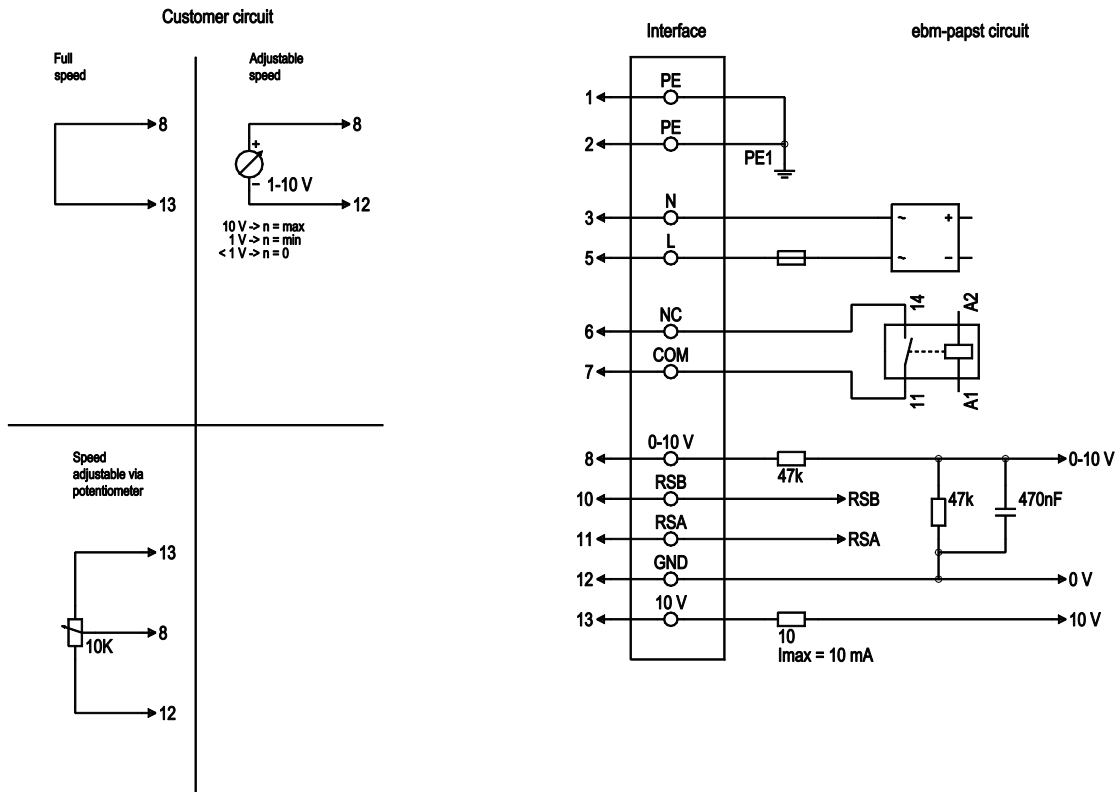 Customer circuit
Full
speed
8
13
Adjustable
speed
8
+
−
1-10 V
12
10 V -> n = max
1 V -> n = min
< 1 V -> n = 0
Speed
adjustable via
potentiometer
13
8
10K
12
Interface
ebm-papst circuit
1
PE
2
PE
PE1
3
N
~
+
5
L
~
−
6
NC
14
A2
7
COM
11
A1
8
0-10 V
47k
0-10 V
10
RSB
RSB
47k
470nF
11
RSA
RSA
12
GND
0 V
13
10 V
10
Imax = 10 mA
10 V